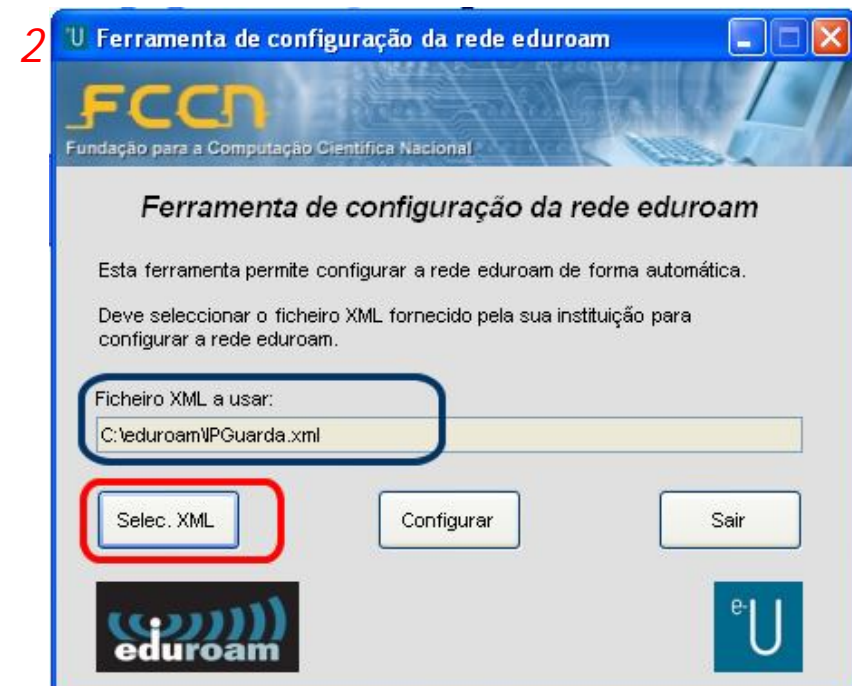 2
U Ferramenta de configuração da rede eduroam
FCCN
Fundação para a Computação Científica Nacional
Ferramenta de configuração da rede eduroam
Esta ferramenta permite configurar a rede eduroam de forma automática.
Deve seleccionar o ficheiro XML fornecido pela sua instituição para
configurar a rede eduroam.
Ficheiro XML a usar:
C:\eduroam\IPGuarda.xml
Selec. XML Configurar Sair
eduroam
e-U